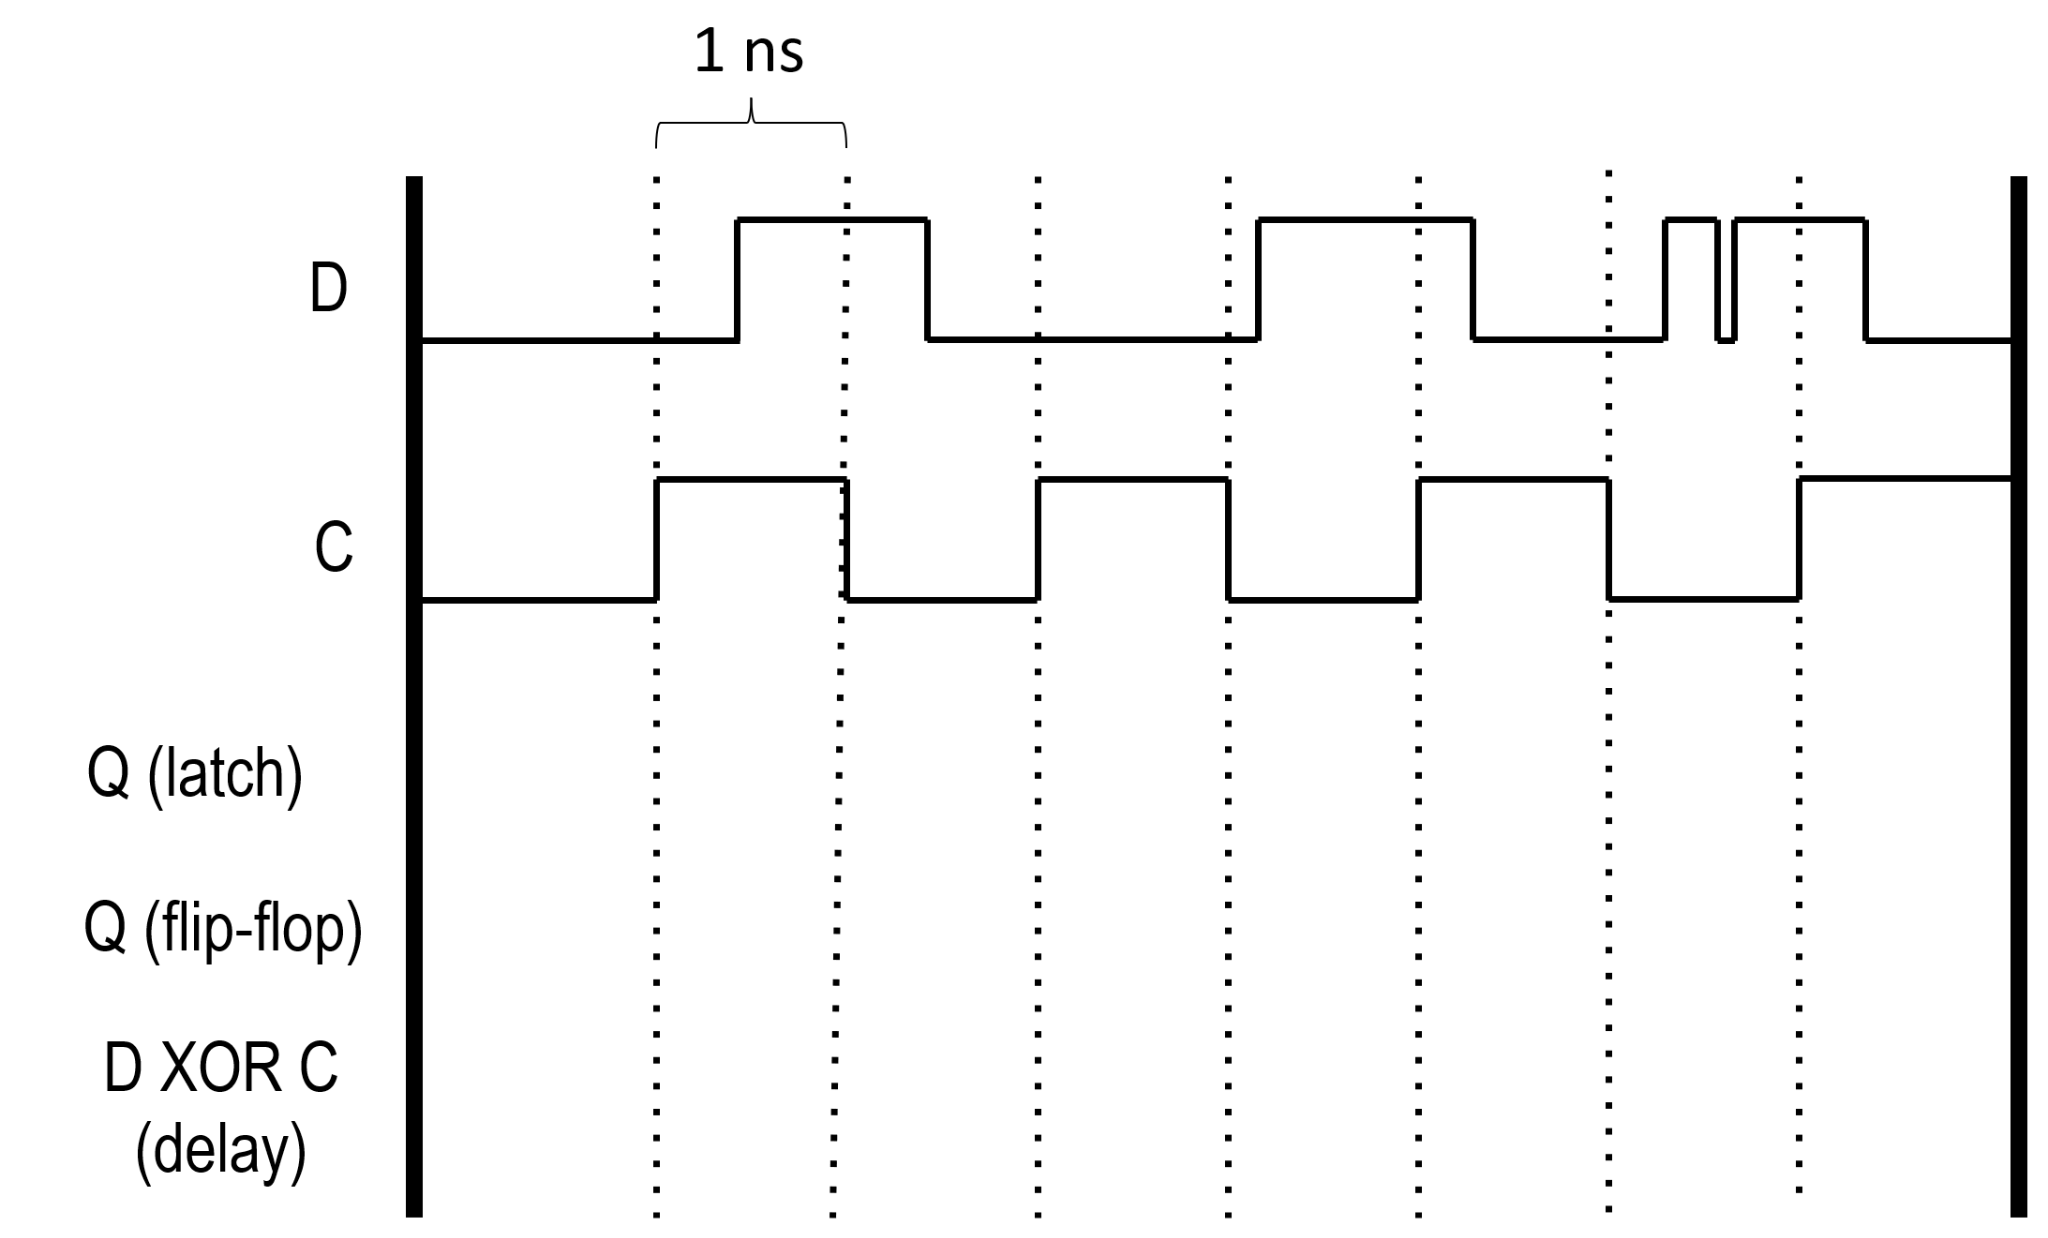 1 ns
D
C
Q (latch)
Q (flip-flop)
D XOR C
(delay)